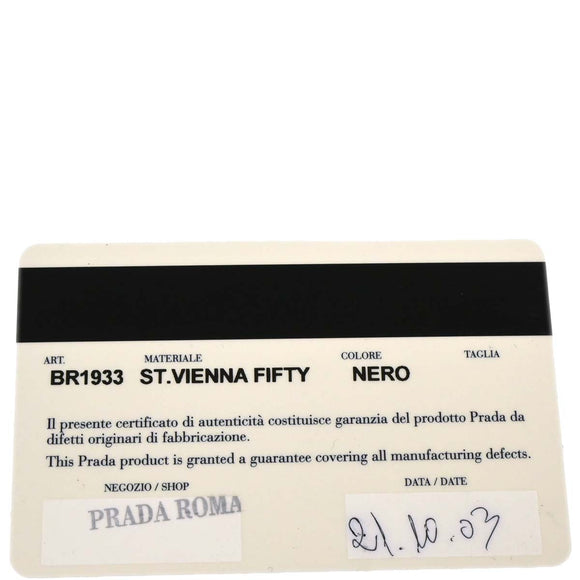 ART. MATERIALE COLORE TAGLIA
BR1933 ST.VIENNA FIFTY NERO
Il presente certificato di autenticità costituisce garanzia del prodotto Prada da
difetti originari di fabbricazione.
This Prada product is granted a guarantee covering all manufacturing defects.
NEGOZIO / SHOP DATA / DATE
PRADA ROMA 21.10.03